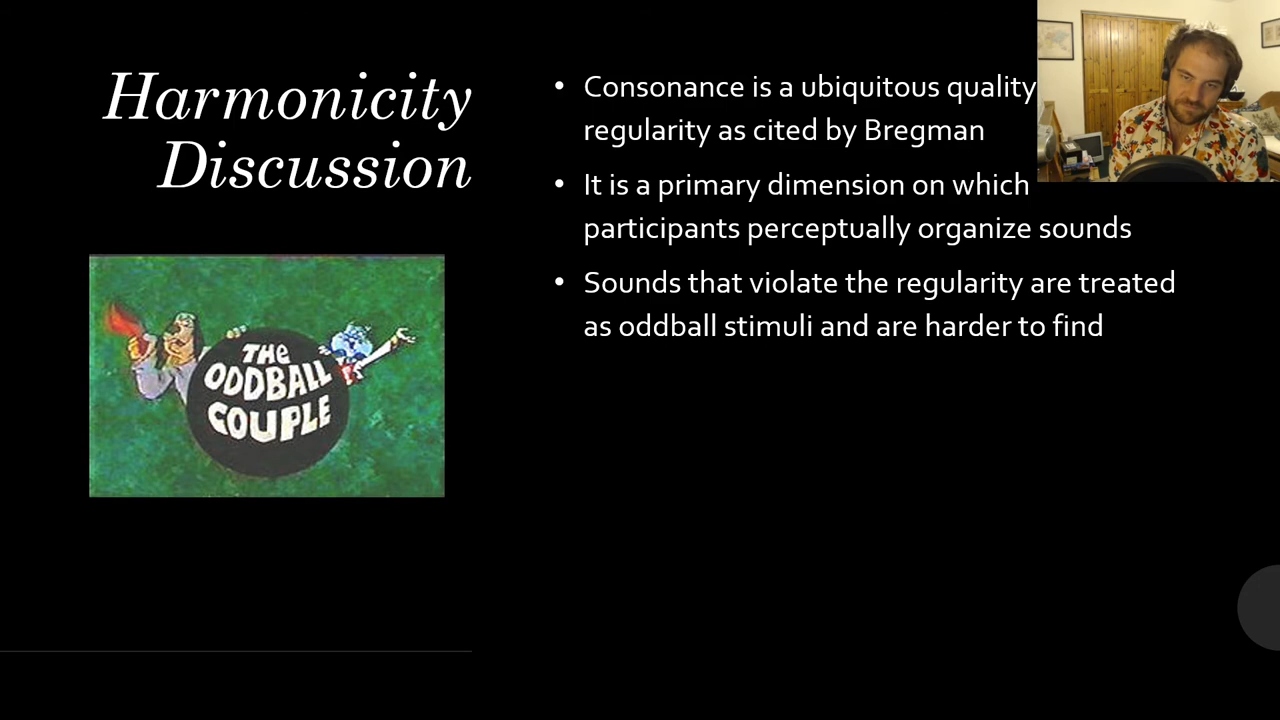 Harmonicity
Discussion
THE
ODDBALL
COUPLE
• Consonance is a ubiquitous quality
regularity as cited by Bregman
• It is a primary dimension on which
participants perceptually organize sounds
• Sounds that violate the regularity are treated
as oddball stimuli and are harder to find